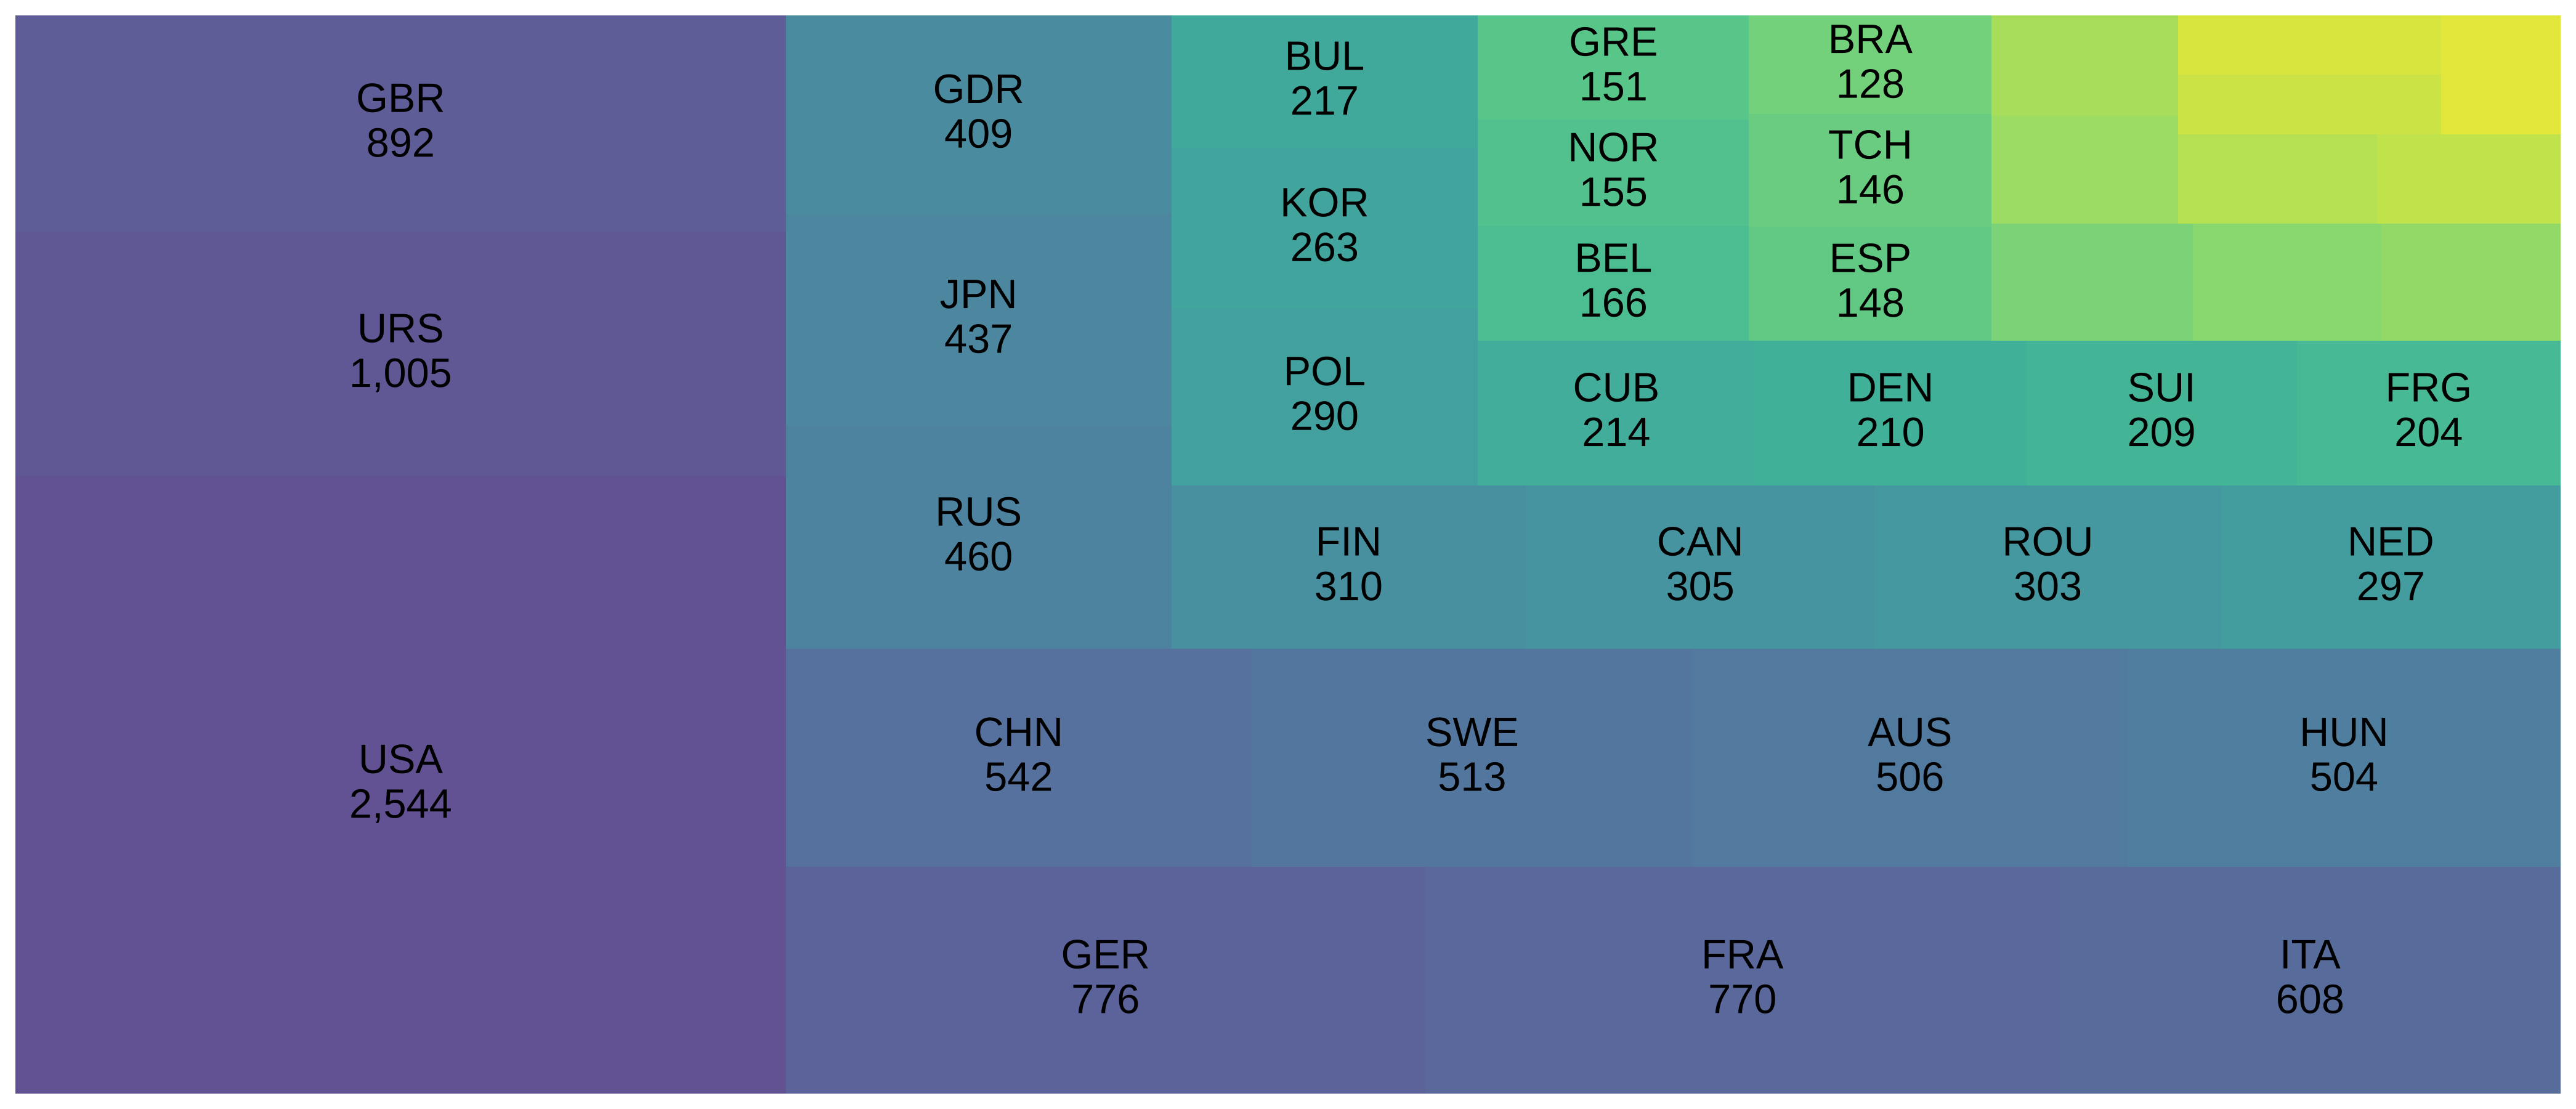 GBR
892
URS
1,005
USA
2,544
GDR
409
JPN
437
RUS
460
BUL
217
KOR
263
POL
290
GRE
151
NOR
155
BEL
166
BRA
128
TCH
146
ESP
148
CUB
214
DEN
210
SUI
209
FRG
204
FIN
310
CAN
305
ROU
303
NED
297
CHN
542
SWE
513
AUS
506
HUN
504
GER
776
FRA
770
ITA
608